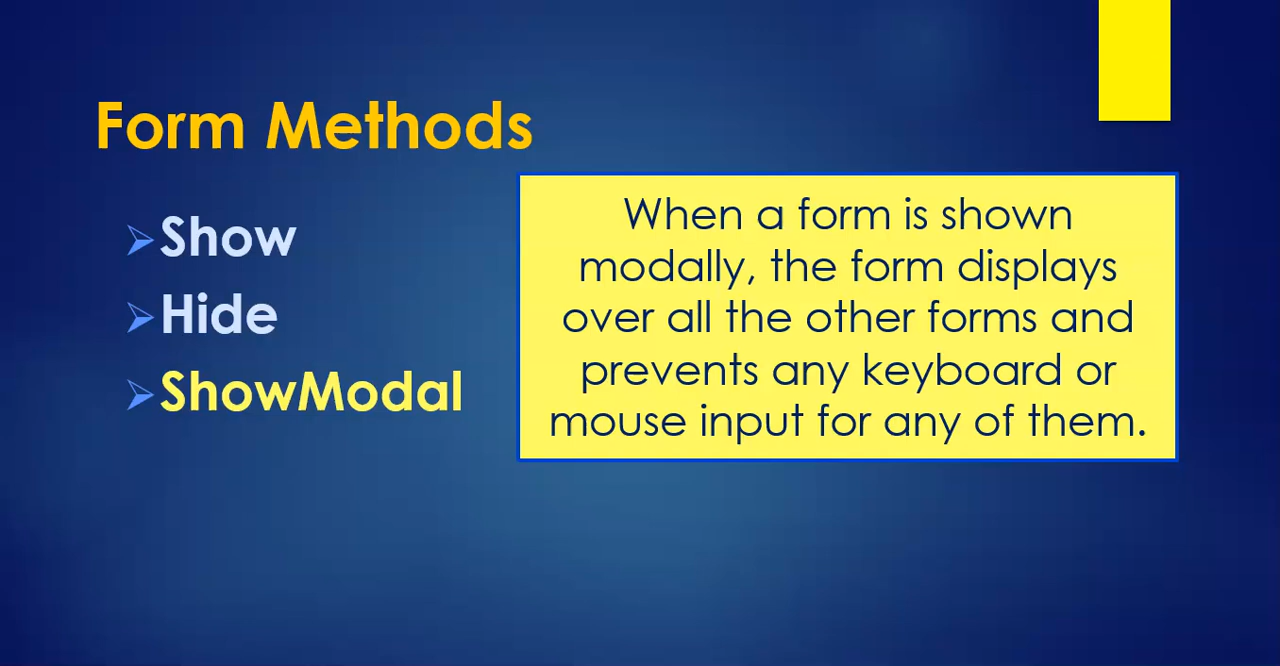 Form Methods
Show
Hide
ShowModal
When a form is shown
modally, the form displays
over all the other forms and
prevents any keyboard or
mouse input for any of them.